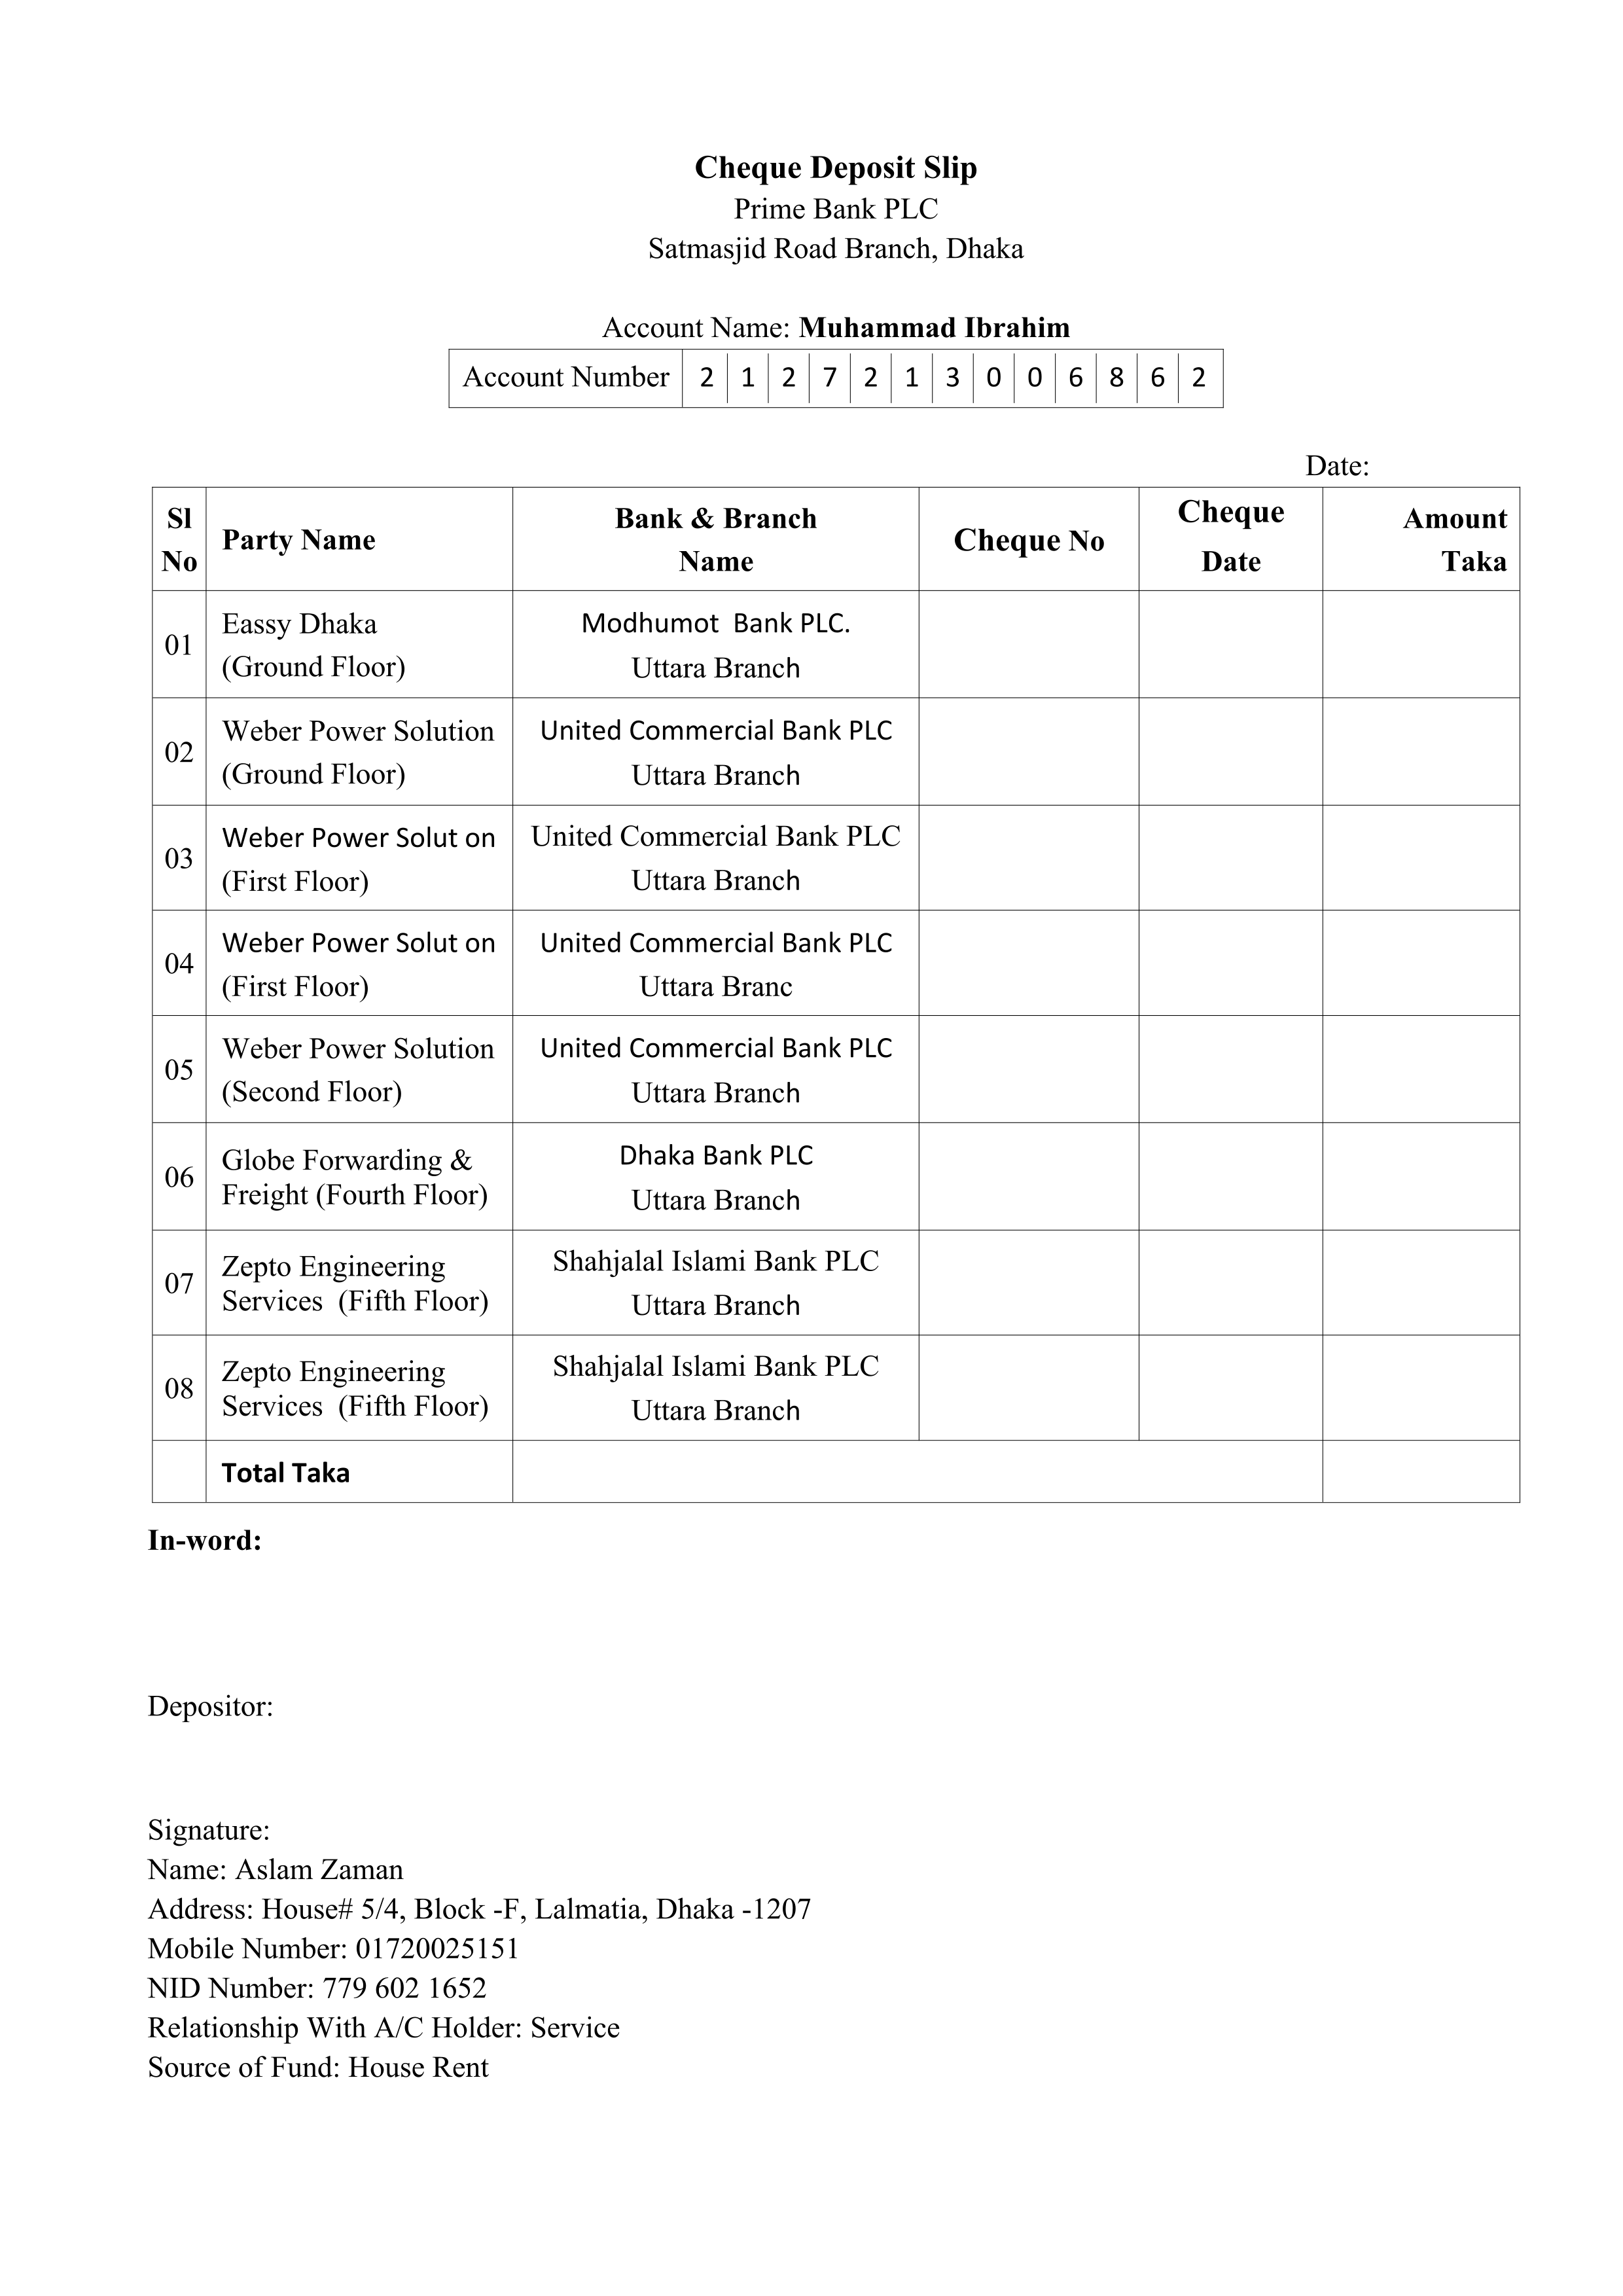 Cheque Deposit Slip
Prime Bank PLC
Satmasjid Road Branch, Dhaka
Account Name: Muhammad Ibrahim
Account Number 2 1 2 7 2 1 3 0 0 6 8 6 2
Date:
Sl No Party Name Bank & Branch Name Cheque No Cheque Date Amount Taka
01 Eassy Dhaka (Ground Floor) Modhumot  Bank PLC. Uttara Branch
02 Weber Power Solution (Ground Floor) United Commercial Bank PLC Uttara Branch
03 Weber Power Solut on (First Floor) United Commercial Bank PLC Uttara Branch
04 Weber Power Solut on (First Floor) United Commercial Bank PLC Uttara Branc
05 Weber Power Solution (Second Floor) United Commercial Bank PLC Uttara Branch
06 Globe Forwarding & Freight (Fourth Floor) Dhaka Bank PLC Uttara Branch
07 Zepto Engineering Services  (Fifth Floor) Shahjalal Islami Bank PLC Uttara Branch
08 Zepto Engineering Services  (Fifth Floor) Shahjalal Islami Bank PLC Uttara Branch
Total Taka
In-word:
Depositor:
Signature:
Name: Aslam Zaman
Address: House# 5/4, Block -F, Lalmatia, Dhaka -1207
Mobile Number: 01720025151
NID Number: 779 602 1652
Relationship With A/C Holder: Service
Source of Fund: House Rent